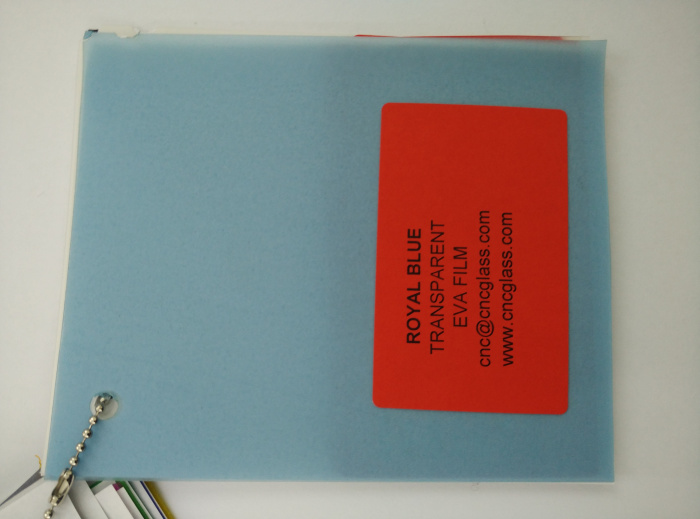 ROYAL BLUE
TRANSPARENT
EVA FILM
cnc@cncglass.com
www.cncglass.com